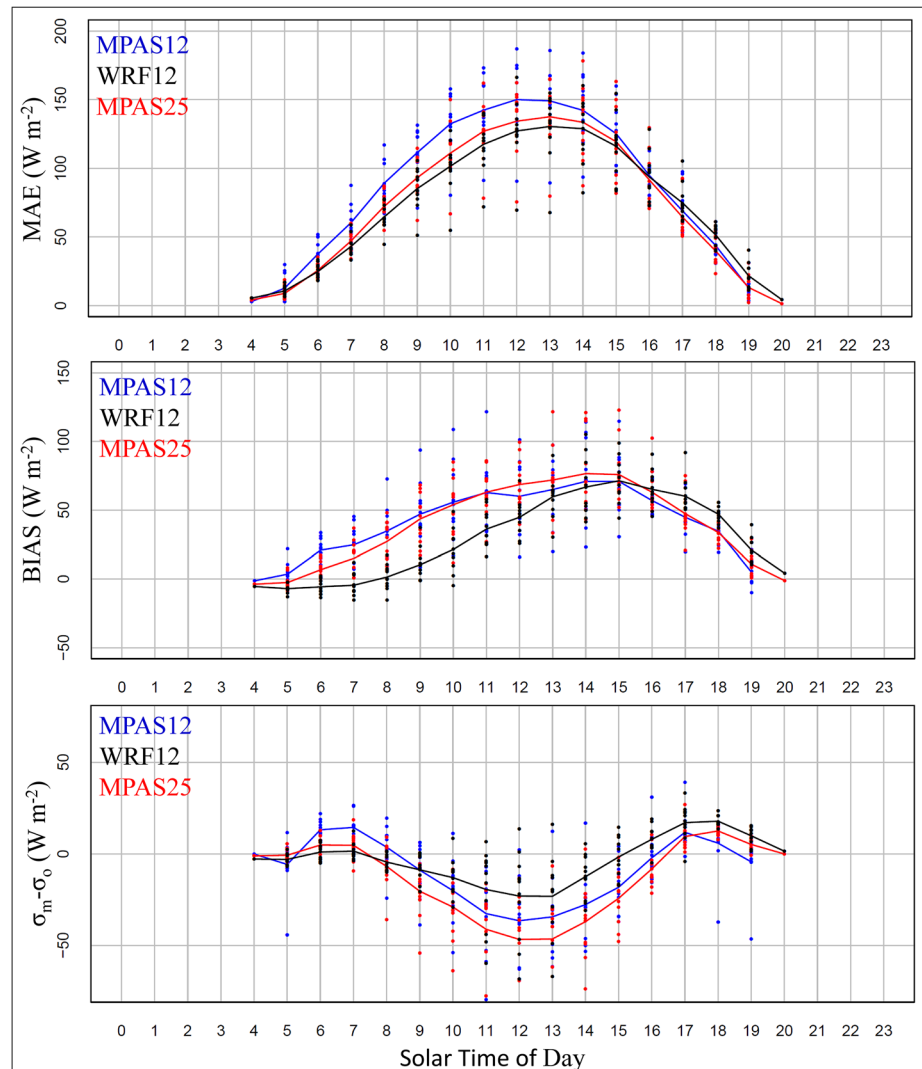 MAE (W m-2)
200
150
100
50
0
MPAS12
WRF12
MPAS25
0 1 2 3 4 5 6 7 8 9 10 11 12 13 14 15 16 17 18 19 20 21 22 23
BIAS (W m-2)
150
100
50
0
−50
MPAS12
WRF12
MPAS25
0 1 2 3 4 5 6 7 8 9 10 11 12 13 14 15 16 17 18 19 20 21 22 23
σm-σo (W m-2)
50
0
−50
MPAS12
WRF12
MPAS25
0 1 2 3 4 5 6 7 8 9 10 11 12 13 14 15 16 17 18 19 20 21 22 23
Solar Time of Day